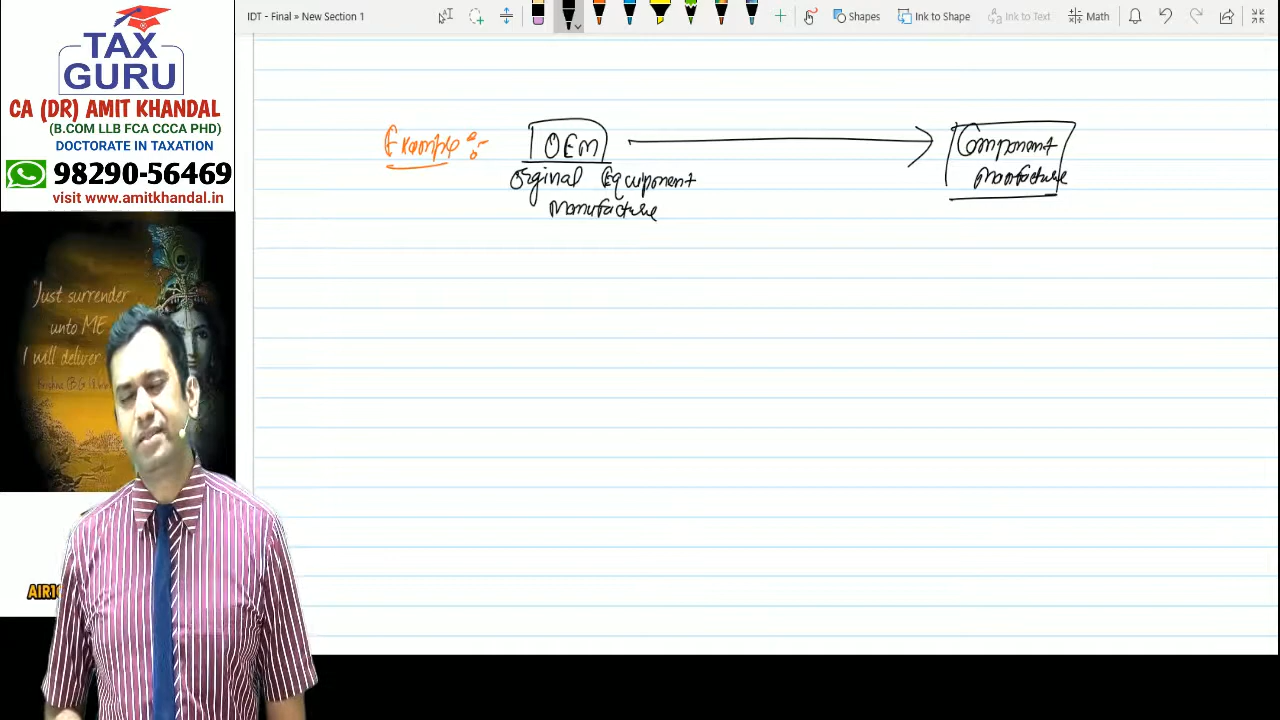 TAX
GURU
CA (DR) AMIT KHANDAL
(B.COM LLB FCA CCCA PHD)
DOCTORATE IN TAXATION
98290-56469
visit www.amitkhandal.in
Just surrender
unto ME
I will deliver
AIR1
IDT - Final » New Section 1
Shapes
Ink to Shape
Ink to Text
Math
Example :-
OEM
Orginal Equipment
Manufacture
Component